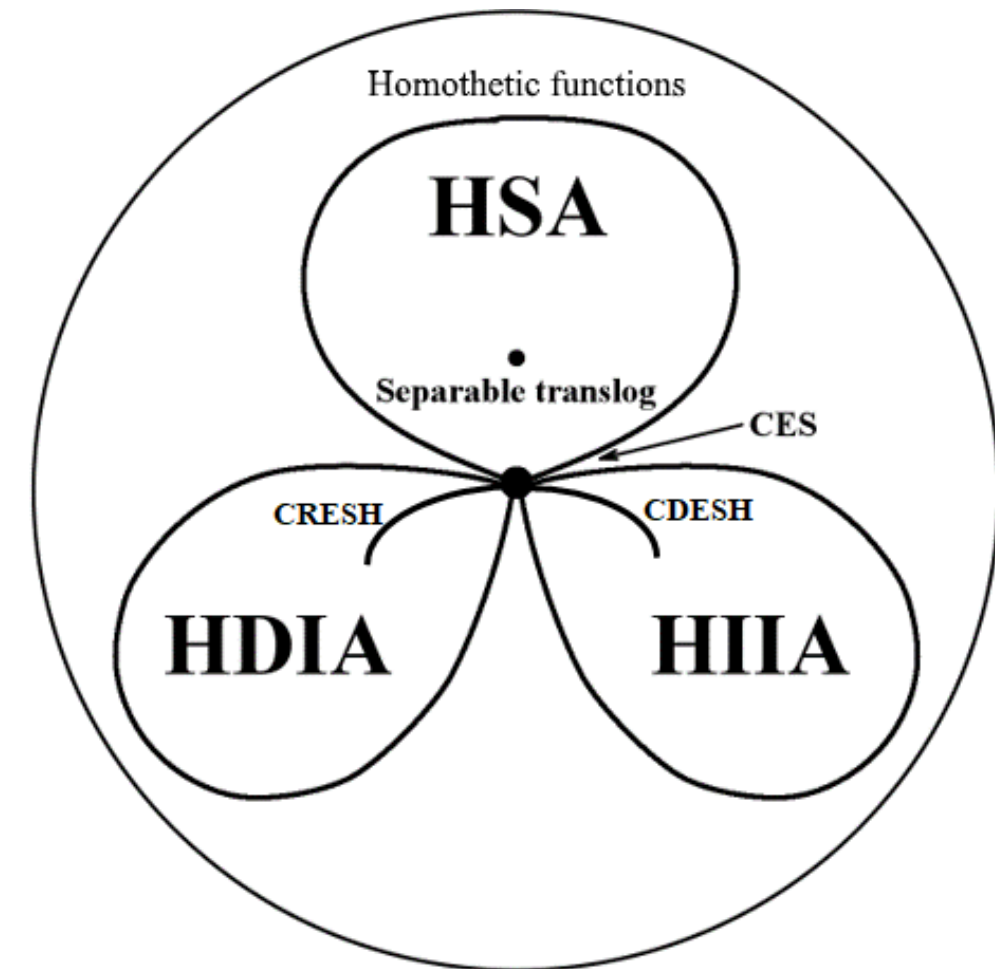 Homothetic functions
HSA
Separable translog
CES
CRESH
CDESH
HDIA
HIIA